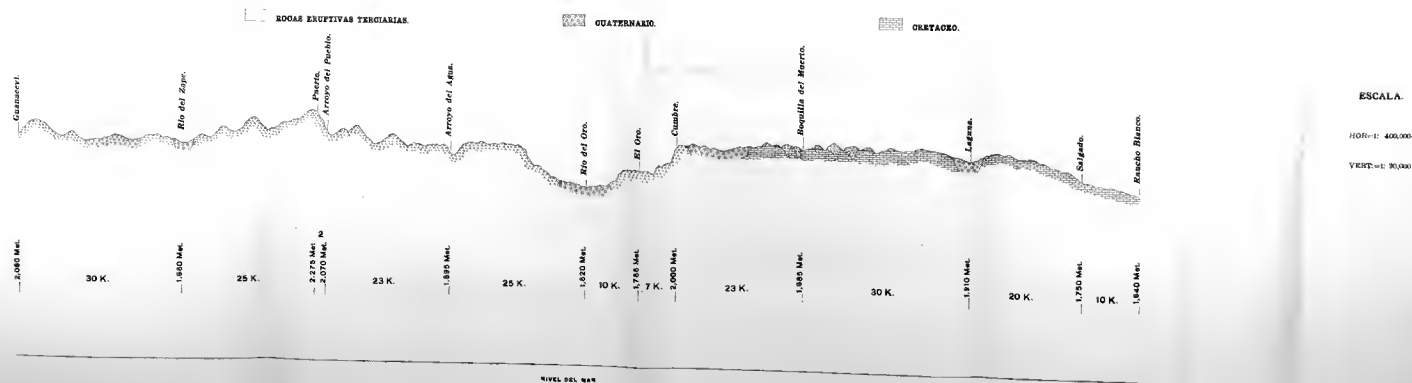 ROCAS ERUPTIVAS TERCIARIAS.
CUATERNARIO.
CRETACEO.
Guanaceví.
Río del Zape.
Puerto.
Arroyo del Pueblo.
Arroyo del Agua.
Río del Oro.
El Oro.
Cumbre.
Boquilla del Muerto.
Laguna.
Salgado.
Rancho Blanco.
ESCALA.
HOR=1: 400,000
VERT.=1: 20,000
2,080 Met.
30 K.
1,880 Met.
25 K.
2,275 Met
2
2,070 Met.
23 K.
1,895 Met.
25 K.
1,620 Met.
10 K.
1,766 Met.
7 K.
2,000 Met.
23 K.
1,985 Met.
30 K.
1,910 Met.
20 K.
1,750 Met.
10 K.
1,640 Met.
NIVEL DEL MAR